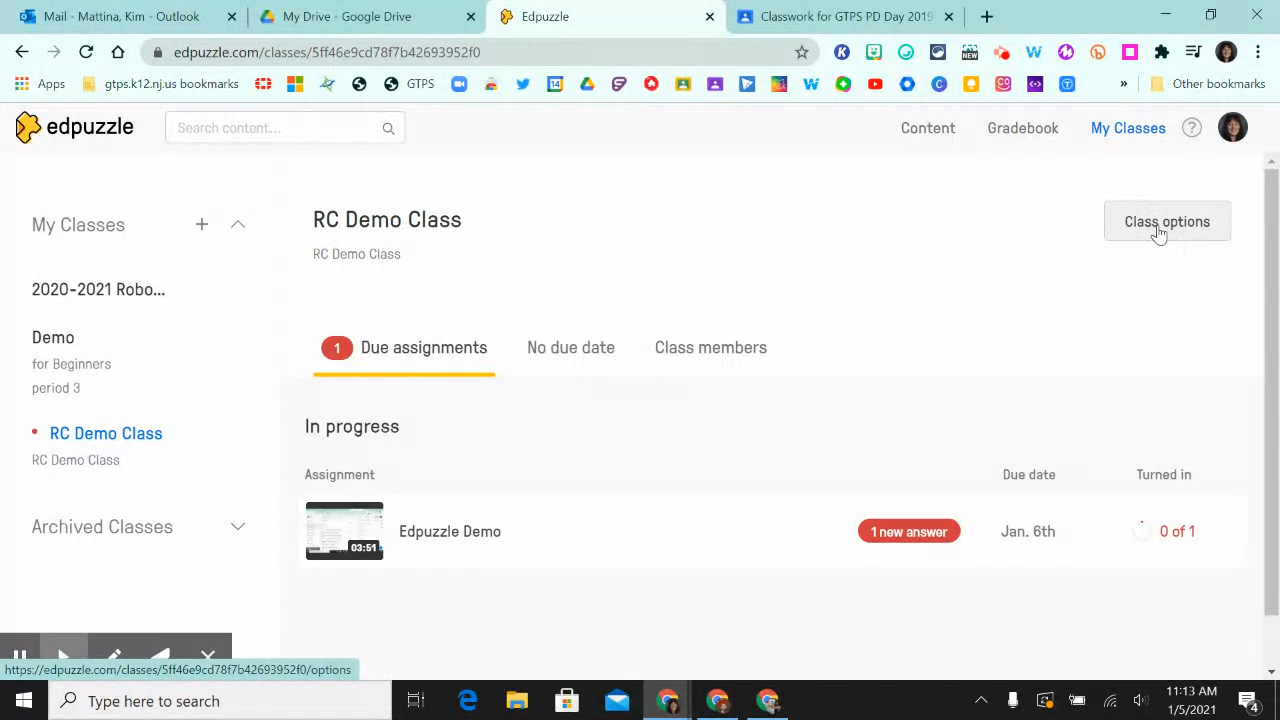 Mail - Mattina, Kim - Outlook
My Drive - Google Drive
Edpuzzle
Classwork for GTPS PD Day 2019
edpuzzle.com/classes/5ff46e9cd78f7b42693952f0
Apps
gtps.k12.nj.us bookmarks
GTPS
Other bookmarks
edpuzzle
Search content...
Content
Gradebook
My Classes
My Classes
RC Demo Class
Class options
RC Demo Class
2020-2021 Robo...
Demo
for Beginners
period 3
1 Due assignments
No due date
Class members
RC Demo Class
RC Demo Class
In progress
Assignment
Due date
Turned in
03:51
Edpuzzle Demo
1 new answer
Jan. 6th
0 of 1
Archived Classes
https://edpuzzle.com/classes/5ff46e9cd78f7b42693952f0/options
Type here to search
11:13 AM
1/5/2021
4